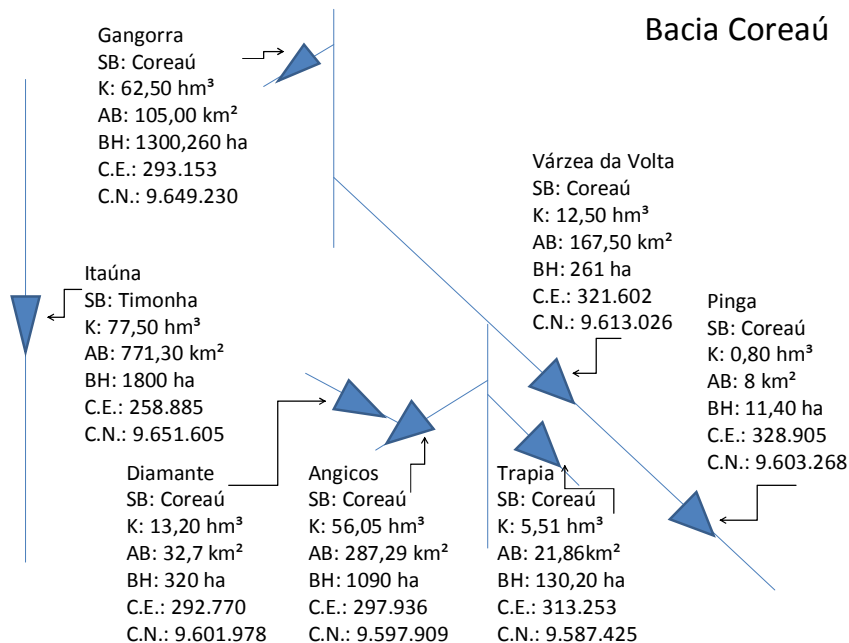 Bacia Coreaú
Gangorra
SB: Coreaú
K: 62,50 hm³
AB: 105,00 km²
BH: 1300,260 ha
C.E.: 293.153
C.N.: 9.649.230
Várzea da Volta
SB: Coreaú
K: 12,50 hm³
AB: 167,50 km²
BH: 261 ha
C.E.: 321.602
C.N.: 9.613.026
Itaúna
SB: Timonha
K: 77,50 hm³
AB: 771,30 km²
BH: 1800 ha
C.E.: 258.885
C.N.: 9.651.605
Pinga
SB: Coreaú
K: 0,80 hm³
AB: 8 km²
BH: 11,40 ha
C.E.: 328.905
C.N.: 9.603.268
Diamante
SB: Coreaú
K: 13,20 hm³
AB: 32,7 km²
BH: 320 ha
C.E.: 292.770
C.N.: 9.601.978
Angicos
SB: Coreaú
K: 56,05 hm³
AB: 287,29 km²
BH: 1090 ha
C.E.: 297.936
C.N.: 9.597.909
Trapia
SB: Coreaú
K: 5,51 hm³
AB: 21,86km²
BH: 130,20 ha
C.E.: 313.253
C.N.: 9.587.425